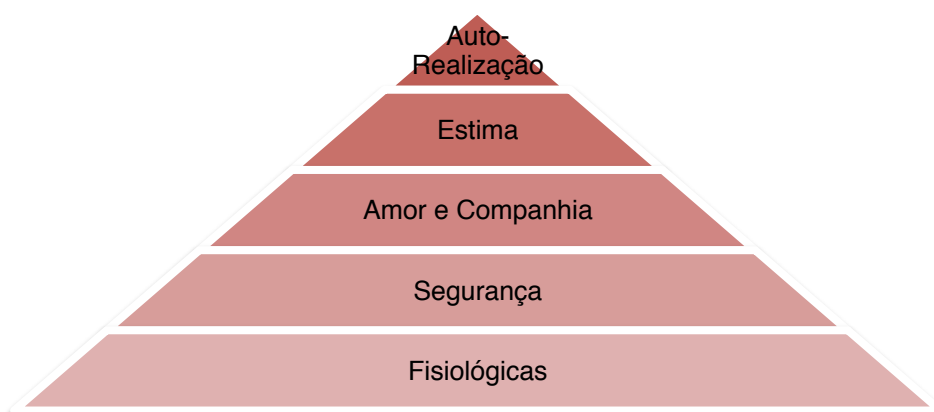 Auto-
Realização
Estima
Amor e Companhia
Segurança
Fisiológicas